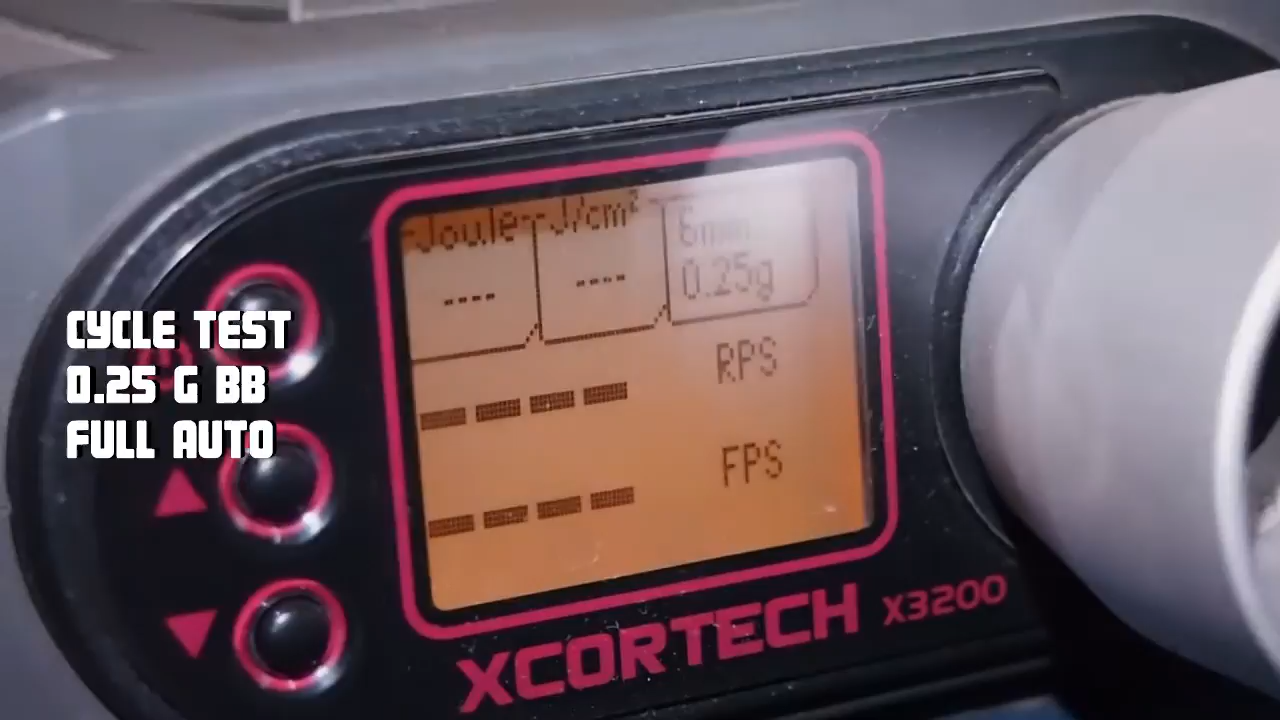 CYCLE TEST
0.25 G BB
FULL AUTO
Joule J/cm² 6mm
---- ---- 0.25g
---- RPS
---- FPS
XCORTECH X3200